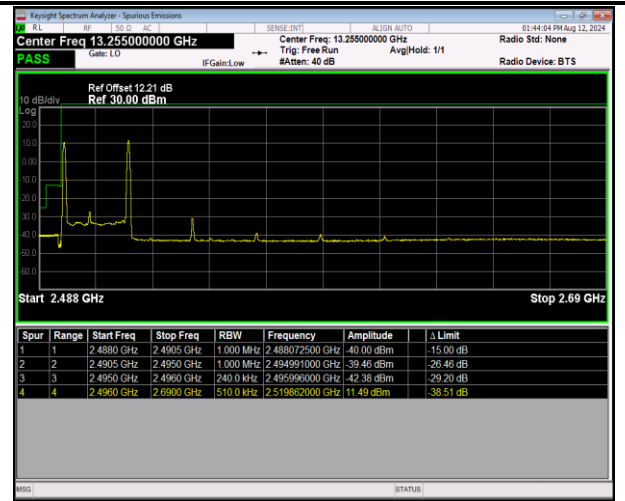 Keysight Spectrum Analyzer - Spurious Emissions
RL RF 50 Ω AC SENSE:INT ALIGN AUTO 01:44:04 PM Aug 12, 2024
Center Freq 13.255000000 GHz Center Freq: 13.255000000 GHz Radio Std: None
PASS Gate: LO IFGain:Low Trig: Free Run Avg|Hold: 1/1
#Atten: 40 dB Radio Device: BTS
Ref Offset 12.21 dB
10 dB/div Ref 30.00 dBm
Log
20.0
10.0
0.00
-10.0
-20.0
-30.0
-40.0
-50.0
-60.0
Start 2.488 GHz Stop 2.69 GHz
Spur Range Start Freq Stop Freq RBW Frequency Amplitude Δ Limit
1 1 2.4880 GHz 2.4905 GHz 1.000 MHz 2.488072500 GHz -40.00 dBm -15.00 dB
2 2 2.4905 GHz 2.4950 GHz 1.000 MHz 2.494991000 GHz -39.46 dBm -26.46 dB
3 3 2.4950 GHz 2.4960 GHz 240.0 kHz 2.495996000 GHz -42.38 dBm -29.20 dB
4 4 2.4960 GHz 2.6900 GHz 510.0 kHz 2.519862000 GHz 11.49 dBm -38.51 dB
MSG STATUS